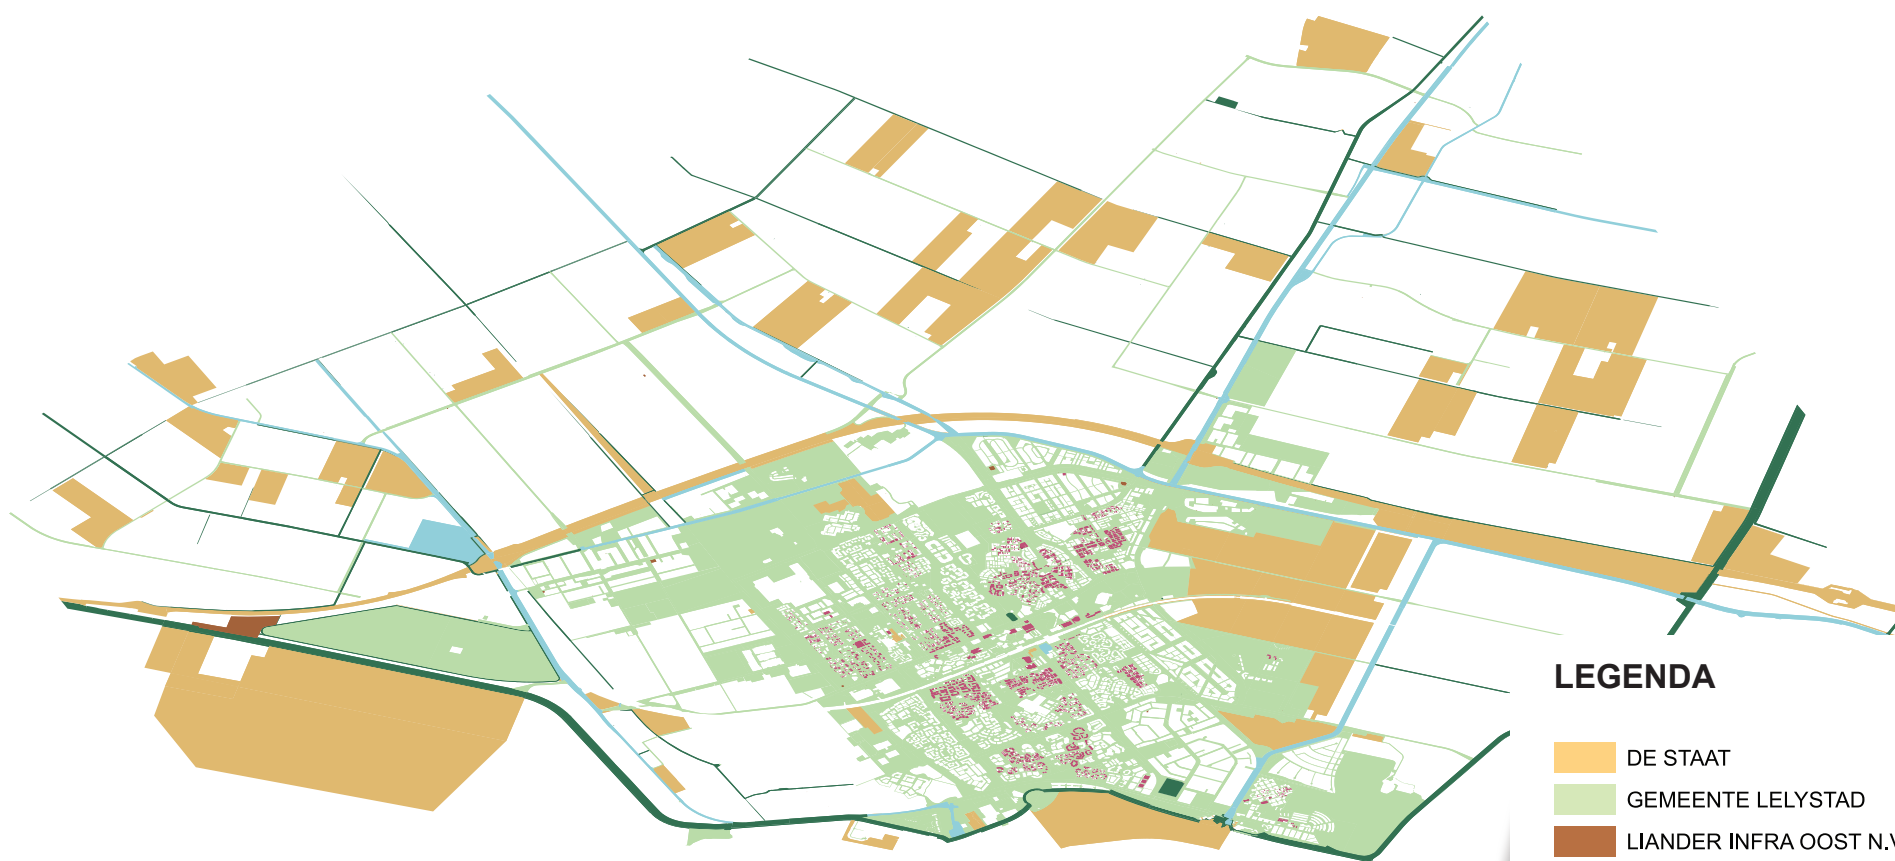 LEGENDA
DE STAAT
GEMEENTE LELYSTAD
LIANDER INFRA OOST N.V